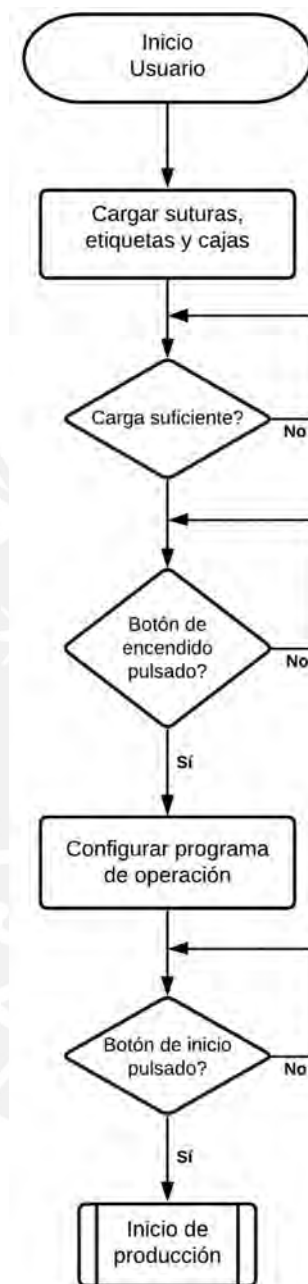 Inicio
Usuario
Cargar suturas,
etiquetas y cajas
Carga suficiente?
No
Botón de
encendido
pulsado?
No
Sí
Configurar programa
de operación
Botón de inicio
pulsado?
No
Sí
Inicio de
producción